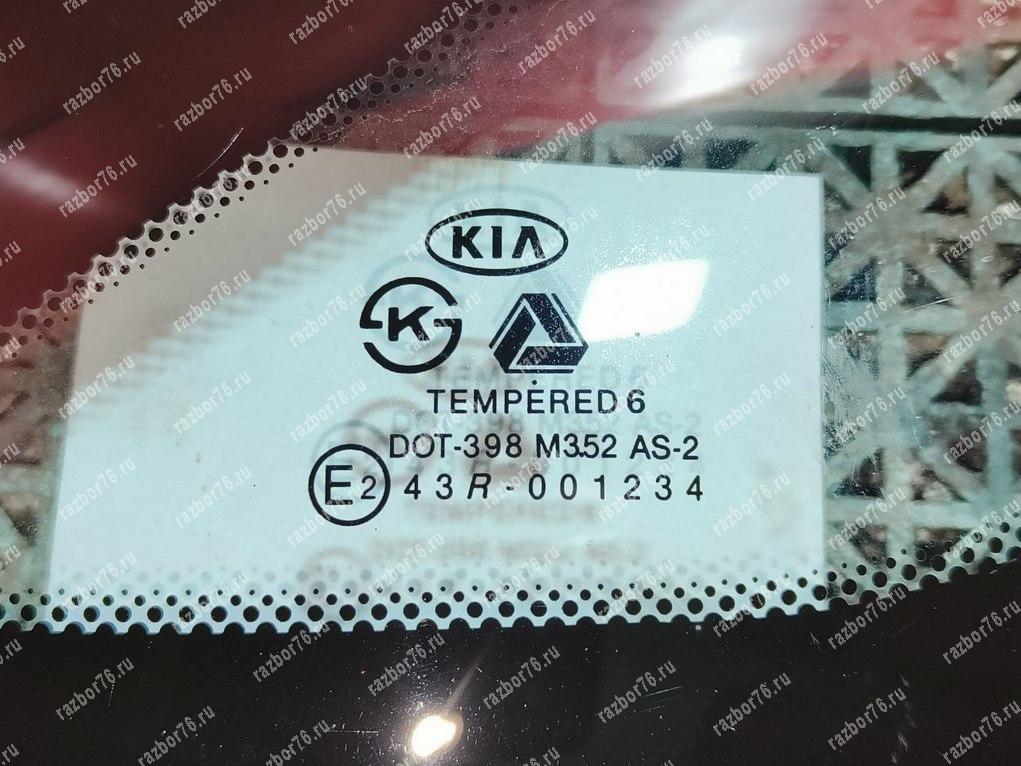 KIA
K
TEMPERED 6
DOT-398 M352 AS-2
E2 43R-001234
razbor76.ru